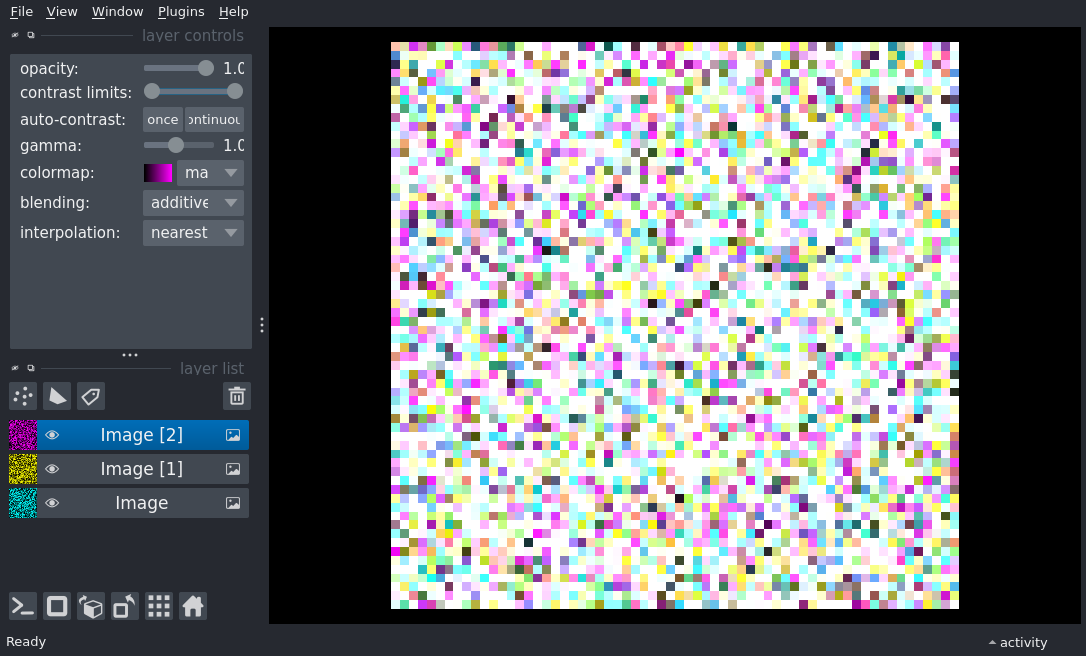 File View Window Plugins Help
layer controls
opacity: 1.0
contrast limits:
auto-contrast: once ontinuou
gamma: 1.0
colormap: ma
blending: additive
interpolation: nearest
layer list
Image [2]
Image [1]
Image
Ready activity